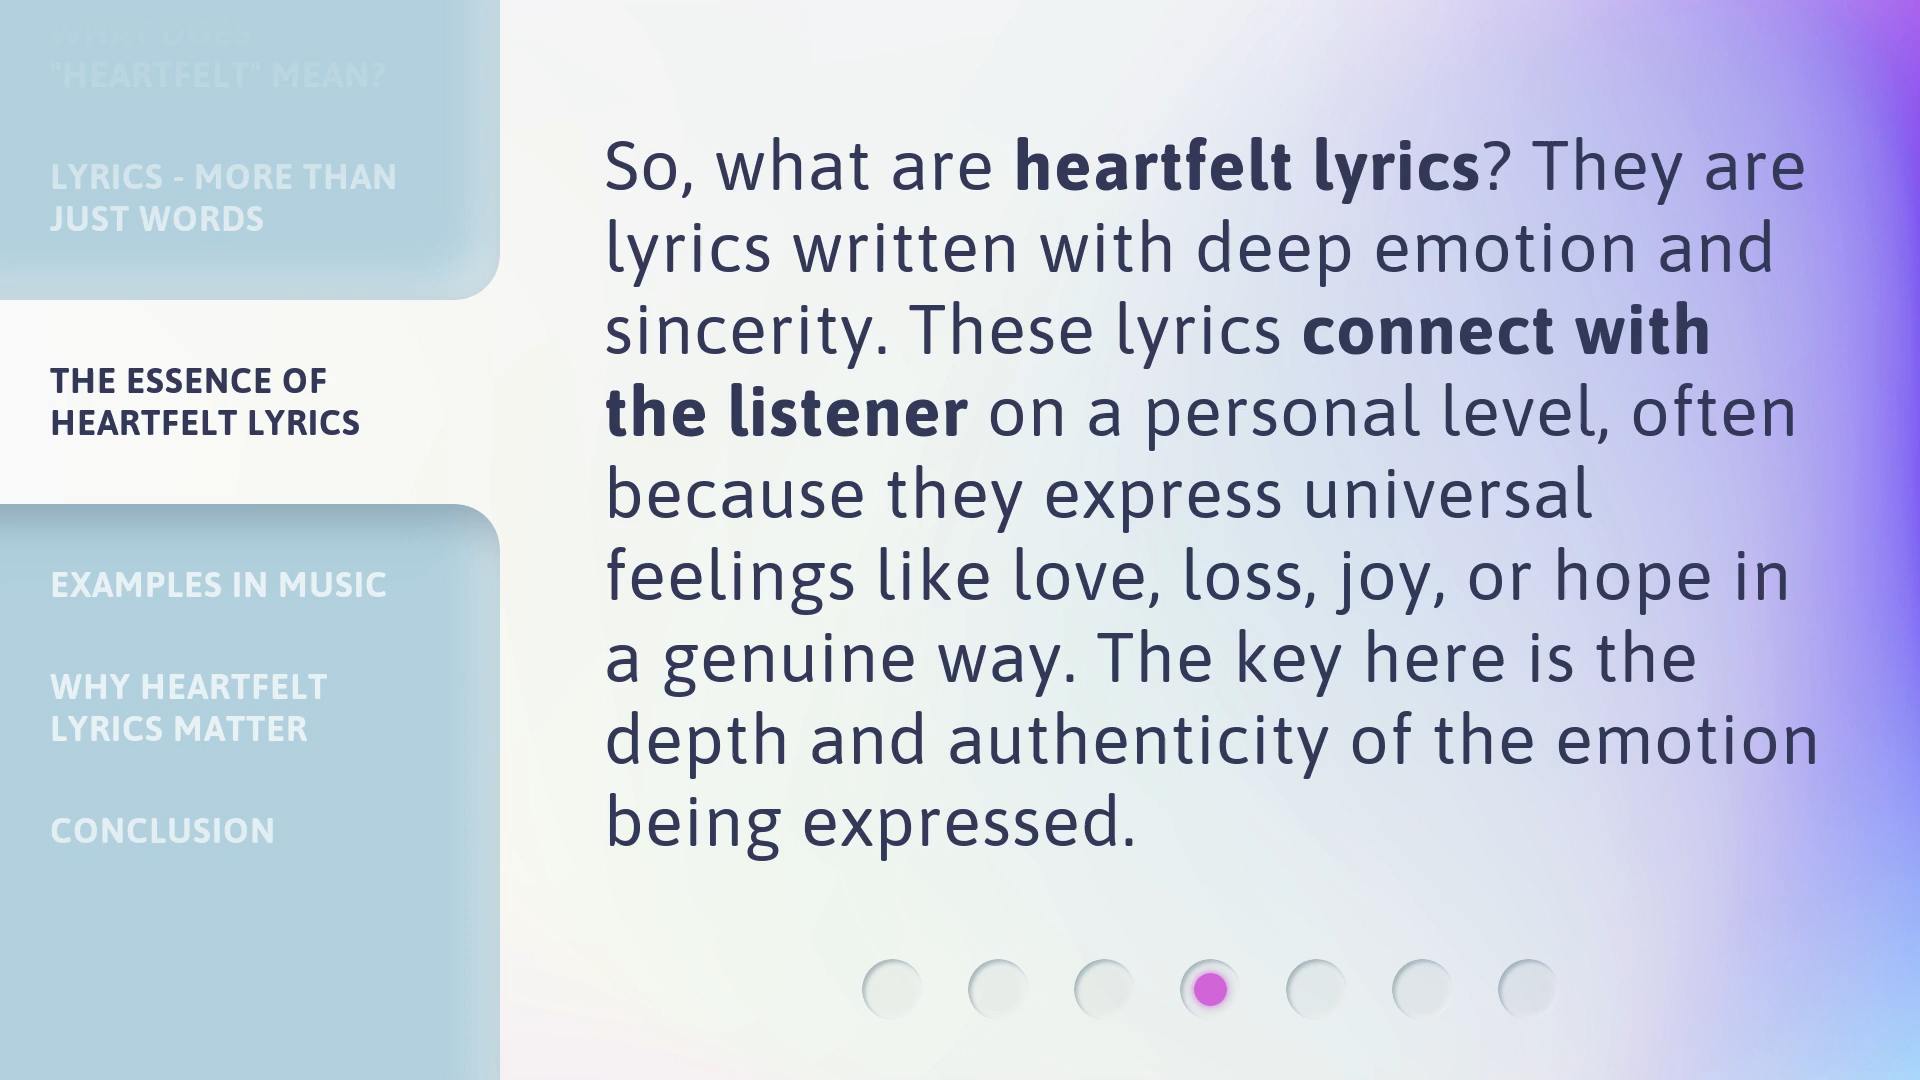 WHAT DOES
"HEARTFELT" MEAN?
LYRICS - MORE THAN
JUST WORDS
THE ESSENCE OF
HEARTFELT LYRICS
EXAMPLES IN MUSIC
WHY HEARTFELT
LYRICS MATTER
CONCLUSION
So, what are heartfelt lyrics? They are
lyrics written with deep emotion and
sincerity. These lyrics connect with
the listener on a personal level, often
because they express universal
feelings like love, loss, joy, or hope in
a genuine way. The key here is the
depth and authenticity of the emotion
being expressed.